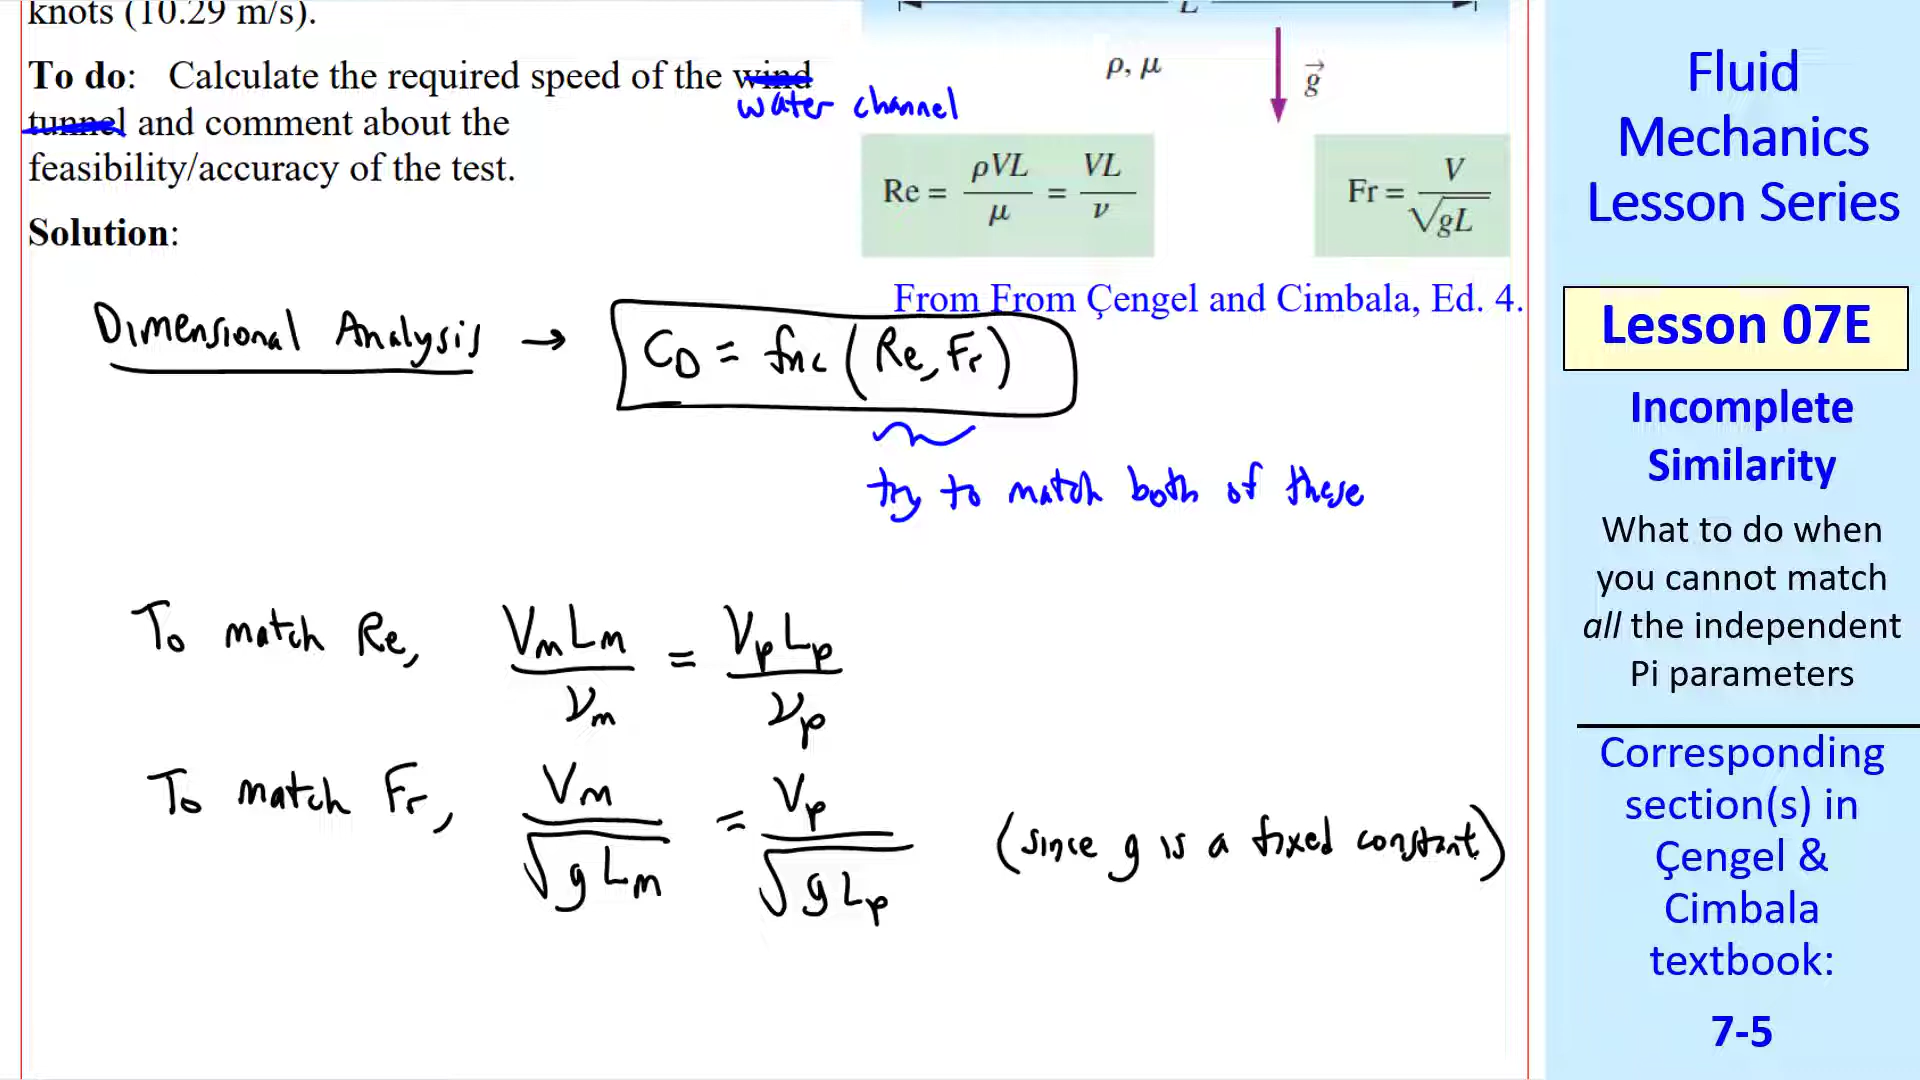 knots (10.29 m/s).
To do: Calculate the required speed of the wind
water channel
tunnel and comment about the
feasibility/accuracy of the test.
Solution:
L
ρ, μ
g⃗
Re = ρVL/μ = VL/ν
Fr = V/√gL
From From Çengel and Cimbala, Ed. 4.
Dimensional Analysis → C_D = fnc (Re, Fr)
try to match both of these
To match Re, V_m L_m/ν_m = V_p L_p/ν_p
To match Fr, V_m/√g L_m = V_p/√g L_p (since g is a fixed constant)
Fluid
Mechanics
Lesson Series
Lesson 07E
Incomplete
Similarity
What to do when
you cannot match
all the independent
Pi parameters
Corresponding
section(s) in
Çengel &
Cimbala
textbook:
7-5